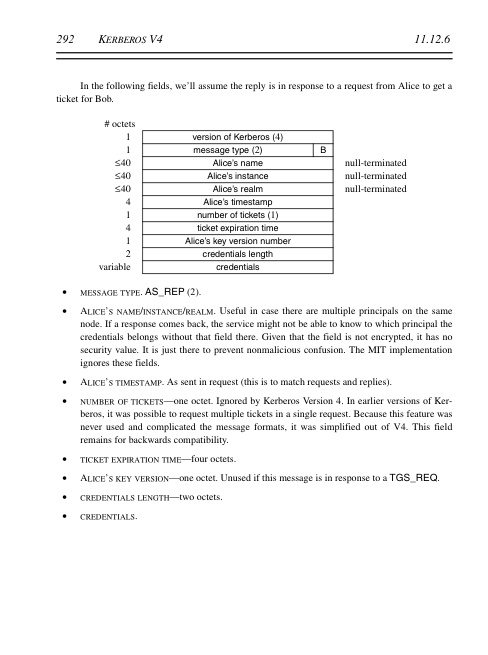 292 KERBEROS V4 11.12.6
In the following fields, we'll assume the reply is in response to a request from Alice to get a
ticket for Bob.
# octets
1 version of Kerberos (4)
1 message type (2) B
≤40 Alice's name null-terminated
≤40 Alice's instance null-terminated
≤40 Alice's realm null-terminated
4 Alice's timestamp
1 number of tickets (1)
4 ticket expiration time
1 Alice's key version number
2 credentials length
variable credentials
• MESSAGE TYPE. AS_REP (2).
• ALICE'S NAME/INSTANCE/REALM. Useful in case there are multiple principals on the same
node. If a response comes back, the service might not be able to know to which principal the
credentials belongs without that field there. Given that the field is not encrypted, it has no
security value. It is just there to prevent nonmalicious confusion. The MIT implementation
ignores these fields.
• ALICE'S TIMESTAMP. As sent in request (this is to match requests and replies).
• NUMBER OF TICKETS—one octet. Ignored by Kerberos Version 4. In earlier versions of Ker-
beros, it was possible to request multiple tickets in a single request. Because this feature was
never used and complicated the message formats, it was simplified out of V4. This field
remains for backwards compatibility.
• TICKET EXPIRATION TIME—four octets.
• ALICE'S KEY VERSION—one octet. Unused if this message is in response to a TGS_REQ.
• CREDENTIALS LENGTH—two octets.
• CREDENTIALS.